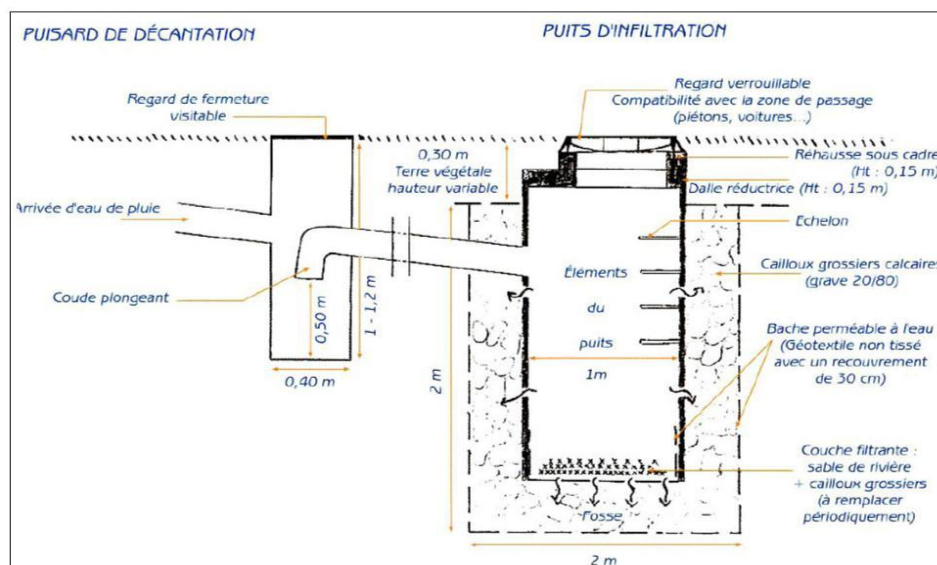 PUISARD DE DÉCANTATION
PUITS D'INFILTRATION
Regard de fermeture
visitable
Regard verrouillable
Compatibilité avec la zone de passage
(piétons, voitures...)
0,30 m
Terre végétale
hauteur variable
Réhausse sous cadre
(Ht : 0,15 m)
Dalle réductrice (Ht : 0,15 m)
Arrivée d'eau de pluie
Echelon
Cailloux grossiers calcaires
(grave 20/80)
Éléments
du
puits
Coude plongeant
0,50 m
1 - 1,2 m
0,40 m
2 m
1m
Bache perméable à l'eau
(Géotextile non tissé
avec un recouvrement
de 30 cm)
Couche filtrante :
sable de rivière
+ cailloux grossiers
(à remplacer
périodiquement)
Fosse
2 m